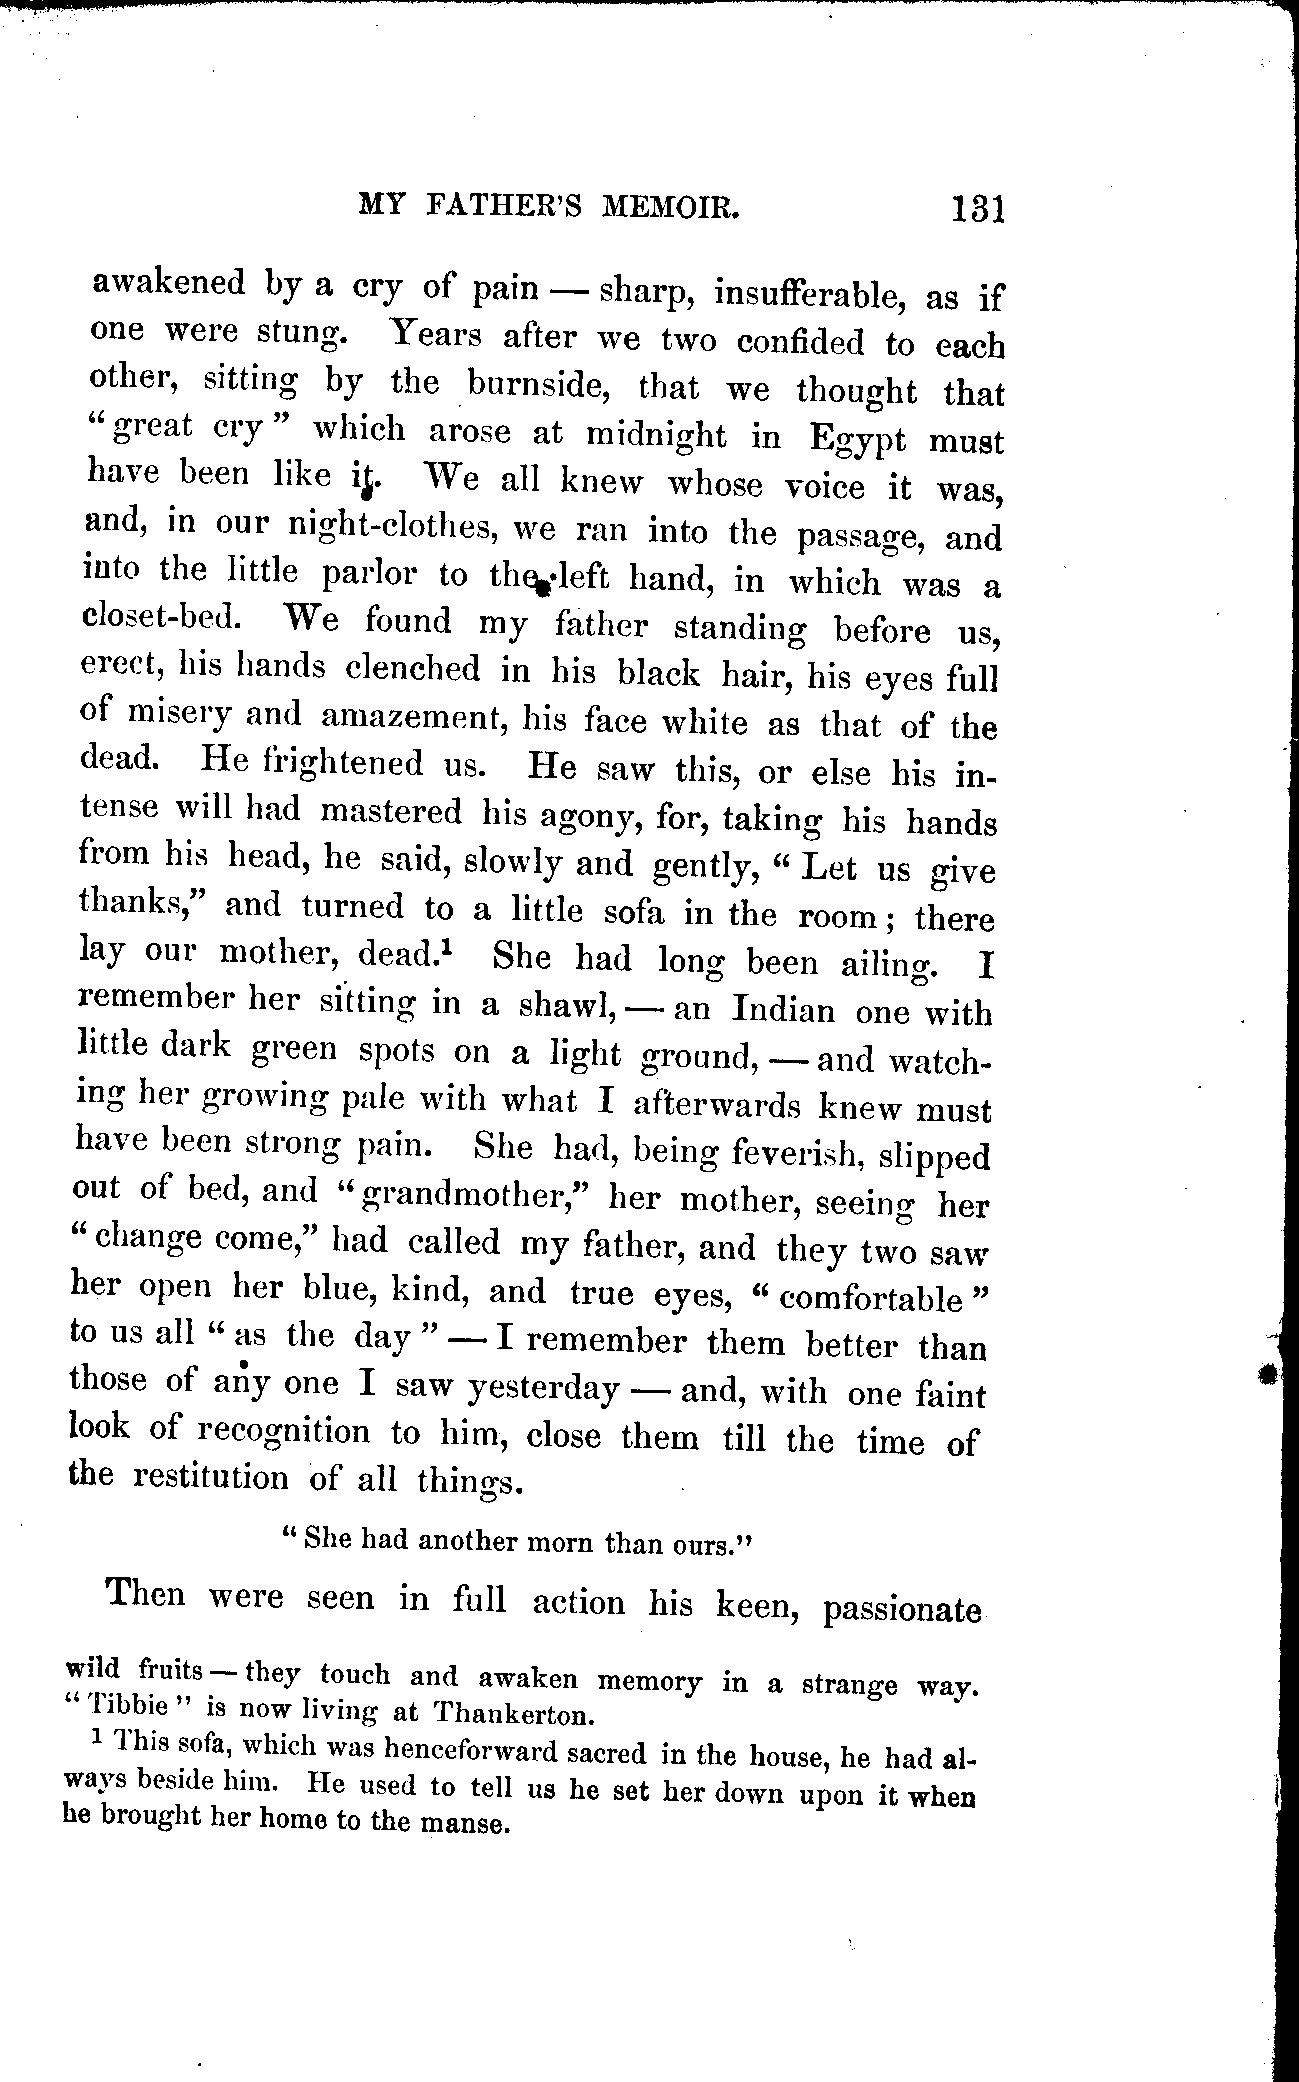 MY FATHER'S MEMOIR. 131
awakened by a cry of pain — sharp, insufferable, as if
one were stung. Years after we two confided to each
other, sitting by the burnside, that we thought that
"great cry" which arose at midnight in Egypt must
have been like it. We all knew whose voice it was,
and, in our night-clothes, we ran into the passage, and
into the little parlor to the left hand, in which was a
closet-bed. We found my father standing before us,
erect, his hands clenched in his black hair, his eyes full
of misery and amazement, his face white as that of the
dead. He frightened us. He saw this, or else his in-
tense will had mastered his agony, for, taking his hands
from his head, he said, slowly and gently, "Let us give
thanks," and turned to a little sofa in the room; there
lay our mother, dead.¹ She had long been ailing. I
remember her sitting in a shawl, — an Indian one with
little dark green spots on a light ground, — and watch-
ing her growing pale with what I afterwards knew must
have been strong pain. She had, being feverish, slipped
out of bed, and "grandmother," her mother, seeing her
"change come," had called my father, and they two saw
her open her blue, kind, and true eyes, "comfortable"
to us all "as the day" — I remember them better than
those of any one I saw yesterday — and, with one faint
look of recognition to him, close them till the time of
the restitution of all things.
"She had another morn than ours."
Then were seen in full action his keen, passionate
wild fruits — they touch and awaken memory in a strange way.
"Tibbie" is now living at Thankerton.
¹ This sofa, which was henceforward sacred in the house, he had al-
ways beside him. He used to tell us he set her down upon it when
he brought her home to the manse.